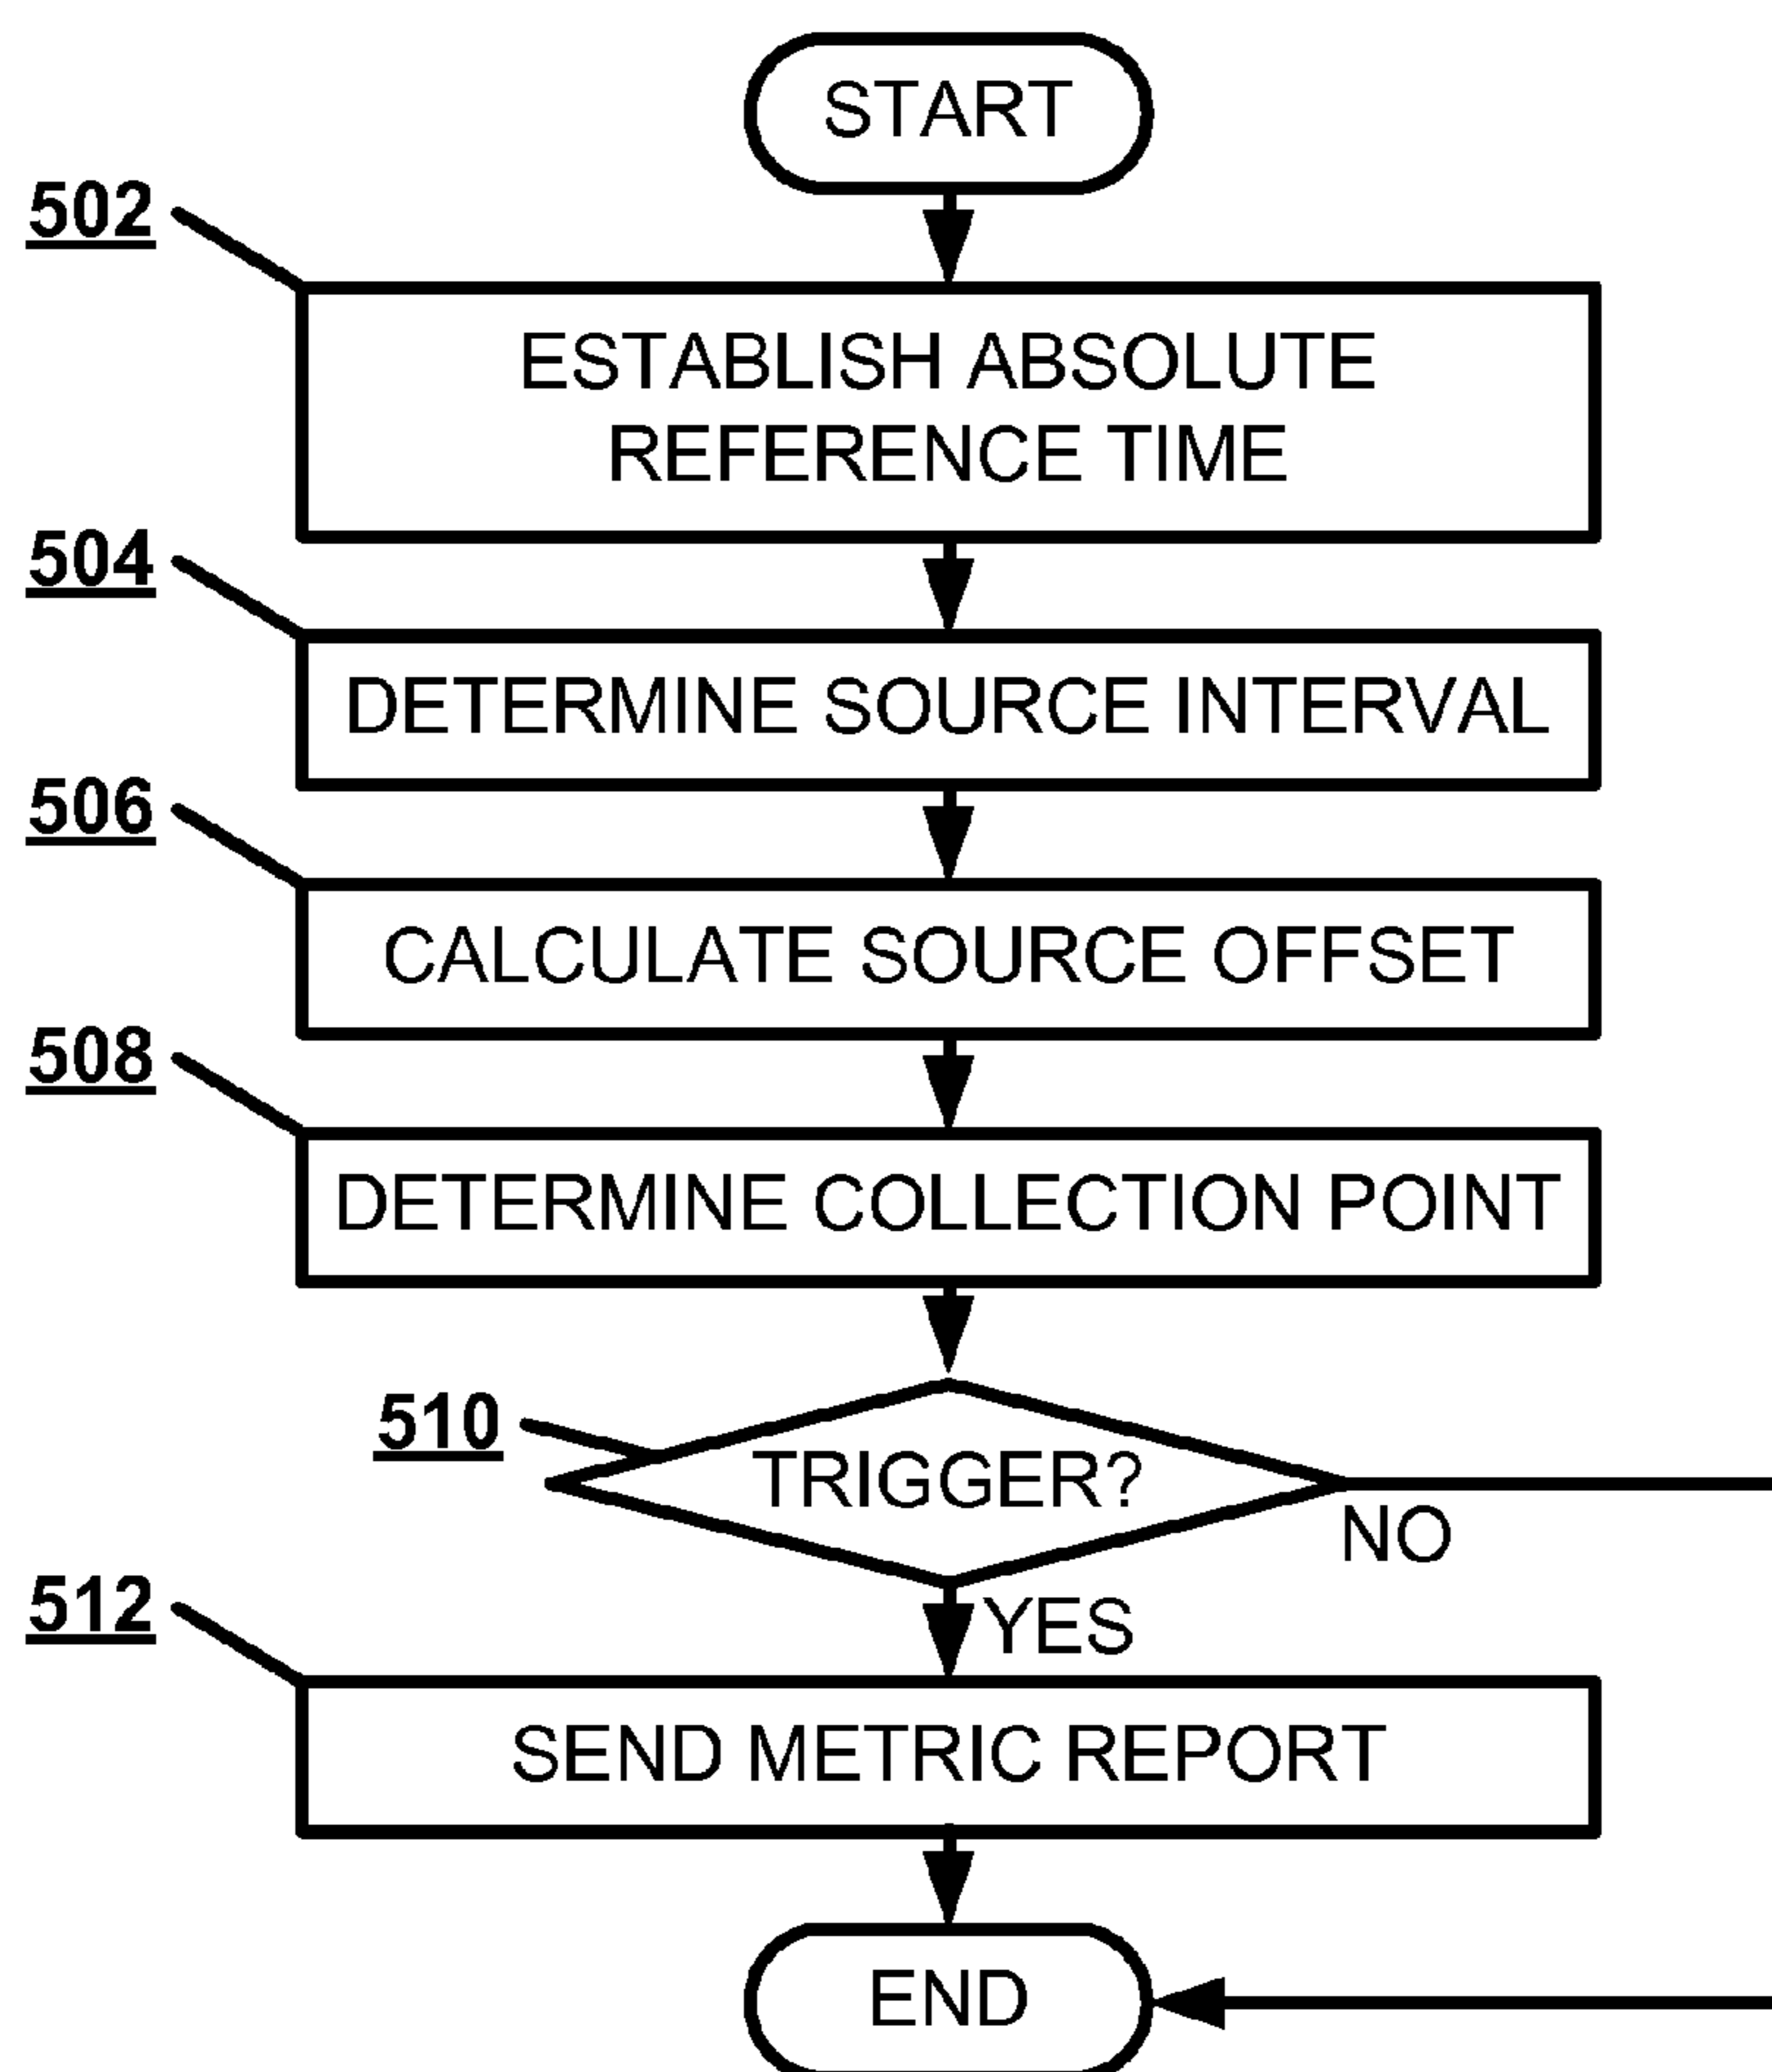 START
502
ESTABLISH ABSOLUTE
REFERENCE TIME
504
DETERMINE SOURCE INTERVAL
506
CALCULATE SOURCE OFFSET
508
DETERMINE COLLECTION POINT
510
TRIGGER?
NO
YES
512
SEND METRIC REPORT
END